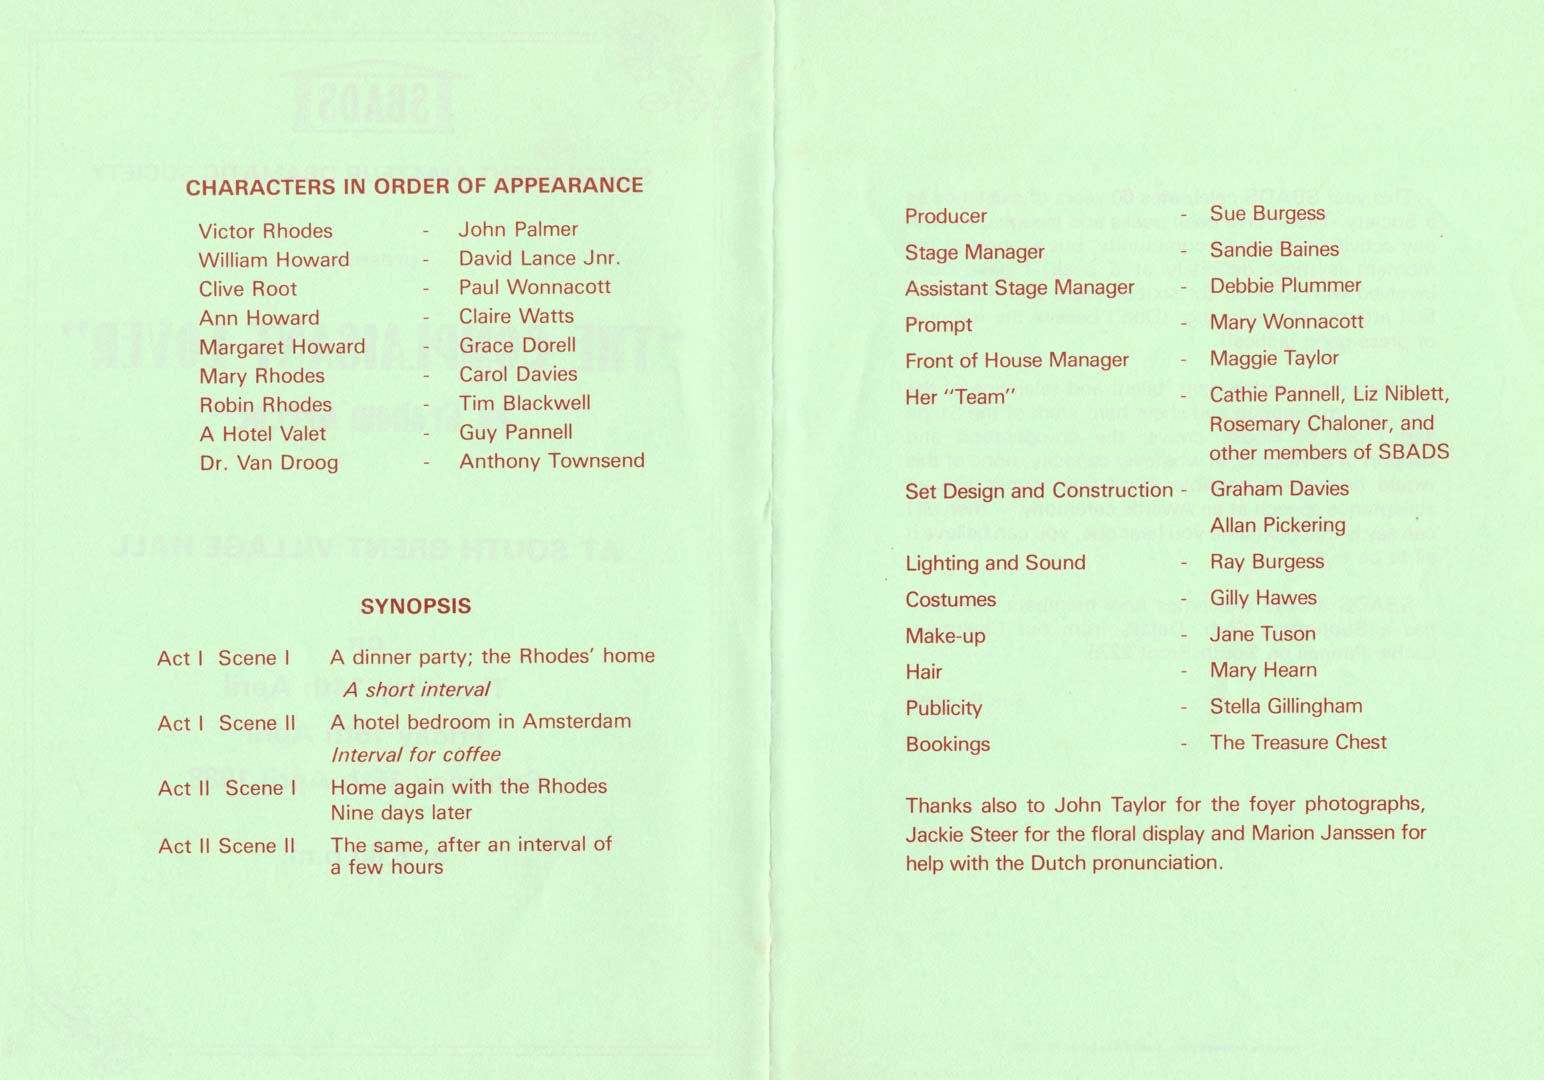 CHARACTERS IN ORDER OF APPEARANCE
Victor Rhodes - John Palmer
William Howard - David Lance Jnr.
Clive Root - Paul Wonnacott
Ann Howard - Claire Watts
Margaret Howard - Grace Dorell
Mary Rhodes - Carol Davies
Robin Rhodes - Tim Blackwell
A Hotel Valet - Guy Pannell
Dr. Van Droog - Anthony Townsend
SYNOPSIS
Act I Scene I A dinner party; the Rhodes' home
A short interval
Act I Scene II A hotel bedroom in Amsterdam
Interval for coffee
Act II Scene I Home again with the Rhodes
Nine days later
Act II Scene II The same, after an interval of
a few hours
Producer - Sue Burgess
Stage Manager - Sandie Baines
Assistant Stage Manager - Debbie Plummer
Prompt - Mary Wonnacott
Front of House Manager - Maggie Taylor
Her "Team" - Cathie Pannell, Liz Niblett,
Rosemary Chaloner, and
other members of SBADS
Set Design and Construction - Graham Davies
Allan Pickering
Lighting and Sound - Ray Burgess
Costumes - Gilly Hawes
Make-up - Jane Tuson
Hair - Mary Hearn
Publicity - Stella Gillingham
Bookings - The Treasure Chest
Thanks also to John Taylor for the foyer photographs,
Jackie Steer for the floral display and Marion Janssen for
help with the Dutch pronunciation.